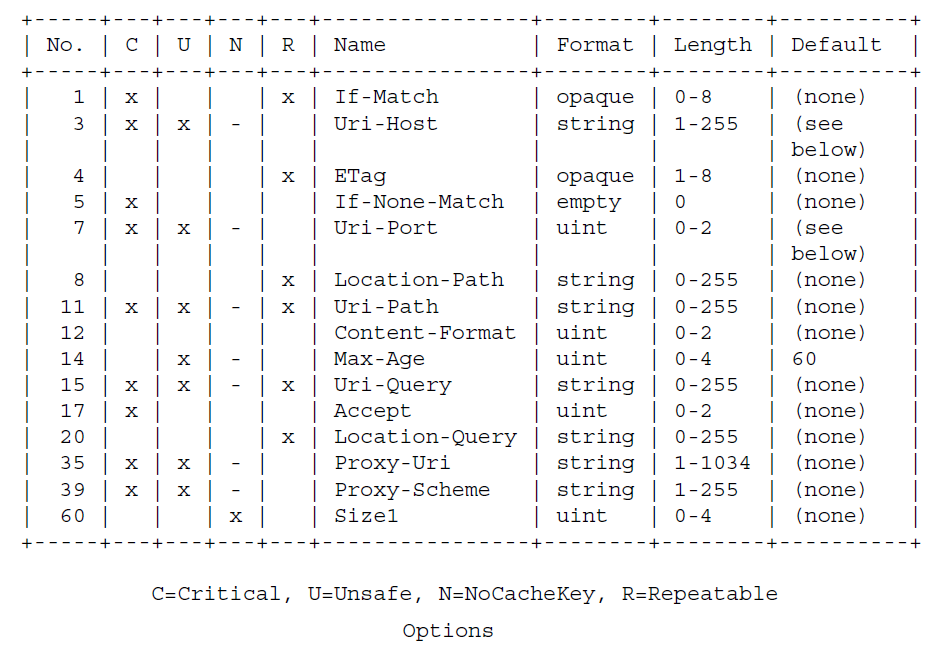 +-----+---+---+---+---+----------------+--------+--------+----------+
| No. | C | U | N | R | Name           | Format | Length | Default  |
+-----+---+---+---+---+----------------+--------+--------+----------+
|   1 | x |   |   | x | If-Match       | opaque | 0-8    | (none)   |
|   3 | x | x | - |   | Uri-Host       | string | 1-255  | (see     |
|     |   |   |   |   |                |        |        | below)   |
|   4 |   |   |   | x | ETag           | opaque | 1-8    | (none)   |
|   5 | x |   |   |   | If-None-Match  | empty  | 0      | (none)   |
|   7 | x | x | - |   | Uri-Port       | uint   | 0-2    | (see     |
|     |   |   |   |   |                |        |        | below)   |
|   8 |   |   |   | x | Location-Path  | string | 0-255  | (none)   |
|  11 | x | x | - | x | Uri-Path       | string | 0-255  | (none)   |
|  12 |   |   |   |   | Content-Format | uint   | 0-2    | (none)   |
|  14 |   | x | - |   | Max-Age        | uint   | 0-4    | 60       |
|  15 | x | x | - | x | Uri-Query      | string | 0-255  | (none)   |
|  17 | x |   |   |   | Accept         | uint   | 0-2    | (none)   |
|  20 |   |   |   | x | Location-Query | string | 0-255  | (none)   |
|  35 | x | x | - |   | Proxy-Uri      | string | 1-1034 | (none)   |
|  39 | x | x | - |   | Proxy-Scheme   | string | 1-255  | (none)   |
|  60 |   |   | x |   | Size1          | uint   | 0-4    | (none)   |
+-----+---+---+---+---+----------------+--------+--------+----------+
C=Critical, U=Unsafe, N=NoCacheKey, R=Repeatable
Options